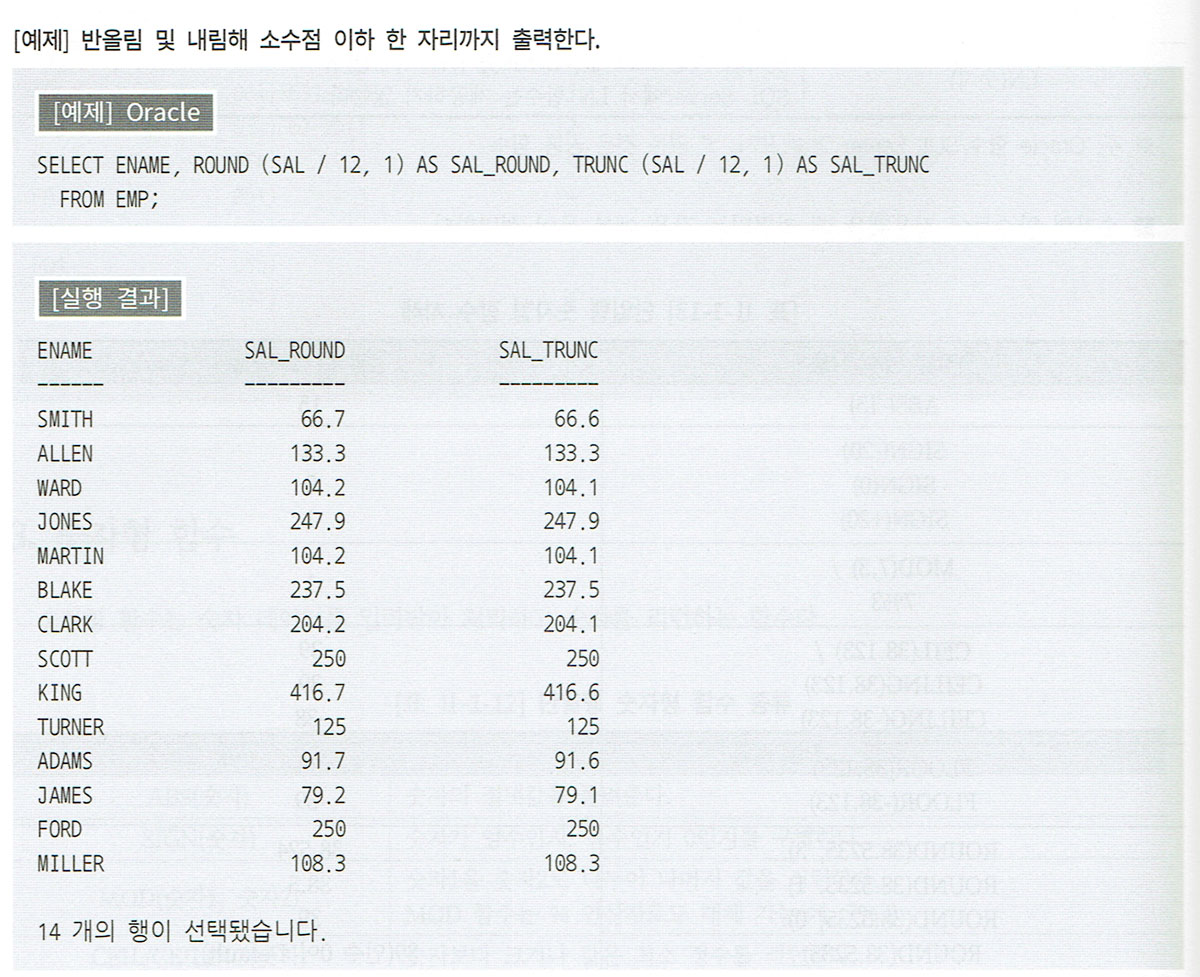 [예제] 반올림 및 내림해 소수점 이하 한 자리까지 출력한다.
[예제] Oracle
SELECT ENAME, ROUND (SAL / 12, 1) AS SAL_ROUND, TRUNC (SAL / 12, 1) AS SAL_TRUNC
FROM EMP;
[실행 결과]
ENAME SAL_ROUND SAL_TRUNC
------ --------- ---------
SMITH 66.7 66.6
ALLEN 133.3 133.3
WARD 104.2 104.1
JONES 247.9 247.9
MARTIN 104.2 104.1
BLAKE 237.5 237.5
CLARK 204.2 204.1
SCOTT 250 250
KING 416.7 416.6
TURNER 125 125
ADAMS 91.7 91.6
JAMES 79.2 79.1
FORD 250 250
MILLER 108.3 108.3
14 개의 행이 선택됐습니다.